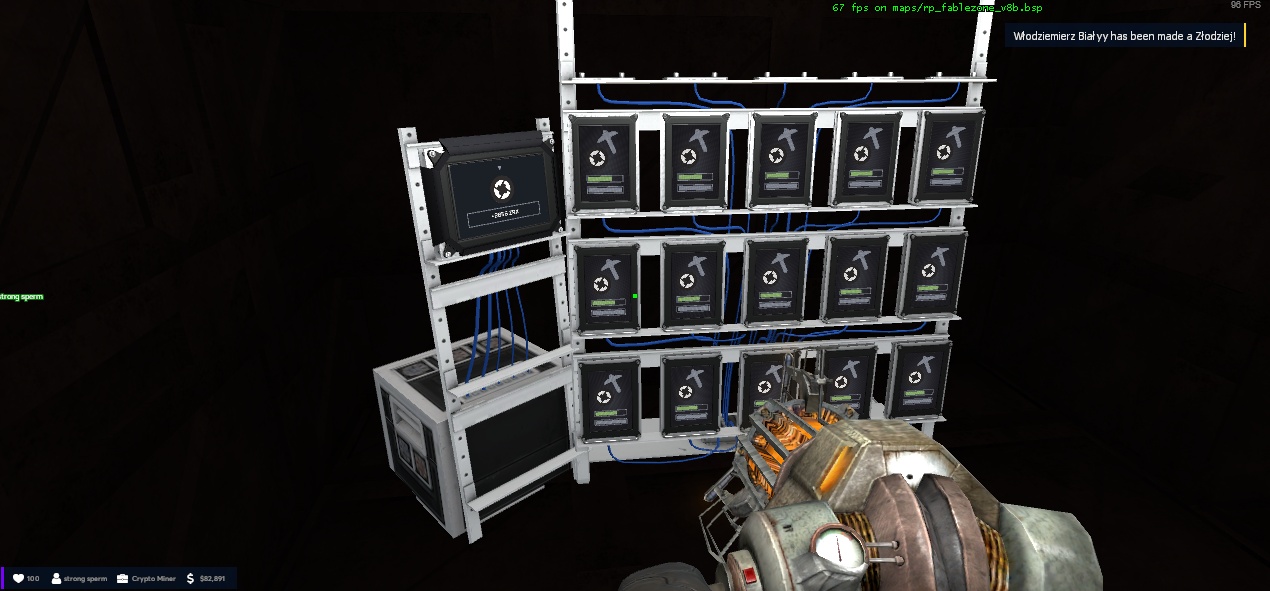 67 fps on maps/rp_fablezone_v8b.bsp
96 FPS
Włodziemierz Białyy has been made a Złodziej!
strong sperm
100 strong sperm Crypto Miner $ $82,891